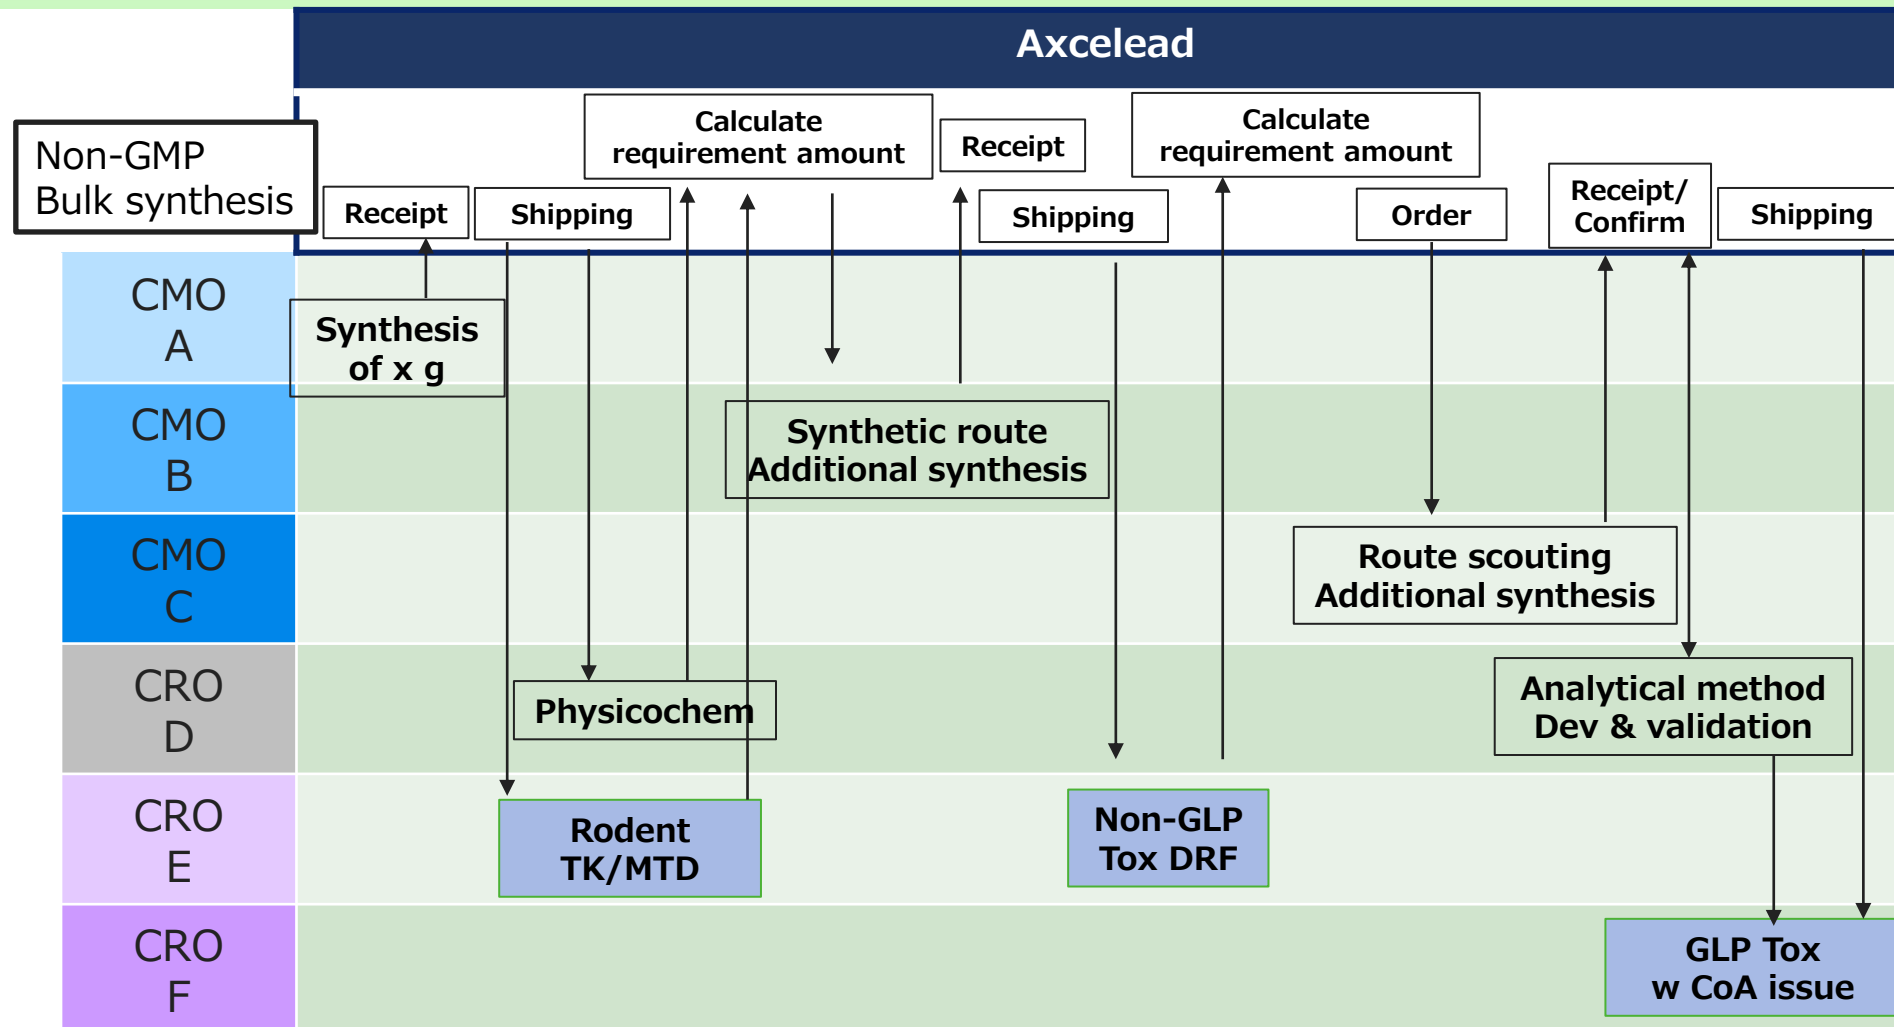 Axcelead
Non-GMP
Bulk synthesis
Receipt
Shipping
Calculate
requirement amount
Receipt
Shipping
Calculate
requirement amount
Order
Receipt/
Confirm
Shipping
CMO
A
Synthesis
of x g
CMO
B
Synthetic route
Additional synthesis
CMO
C
Route scouting
Additional synthesis
CRO
D
Physicochem
Analytical method
Dev & validation
CRO
E
Rodent
TK/MTD
Non-GLP
Tox DRF
CRO
F
GLP Tox
w CoA issue